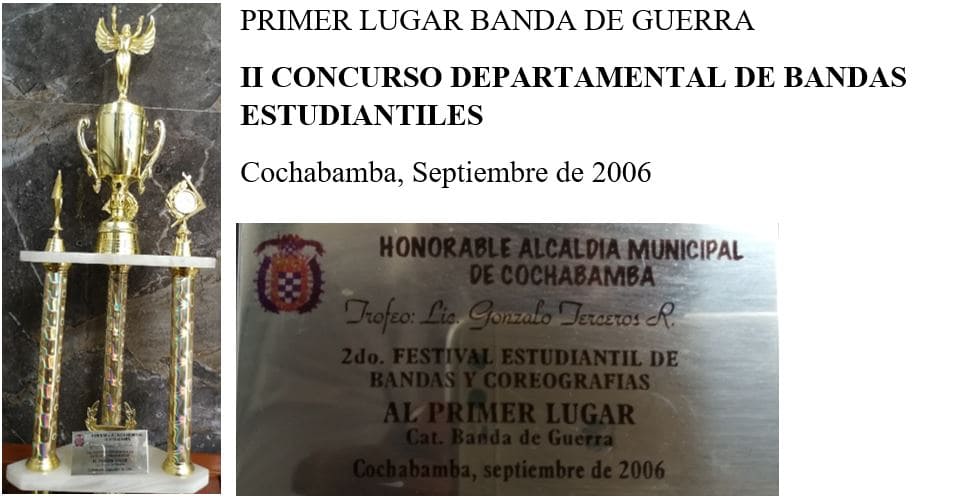 PRIMER LUGAR BANDA DE GUERRA
II CONCURSO DEPARTAMENTAL DE BANDAS
ESTUDIANTILES
Cochabamba, Septiembre de 2006
HONORABLE ALCALDIA MUNICIPAL
DE COCHABAMBA
Trofeo: Lic. Gonzalo Terceros R.
2do. FESTIVAL ESTUDIANTIL DE
BANDAS Y COREOGRAFIAS
AL PRIMER LUGAR
Cat. Banda de Guerra
Cochabamba, septiembre de 2006